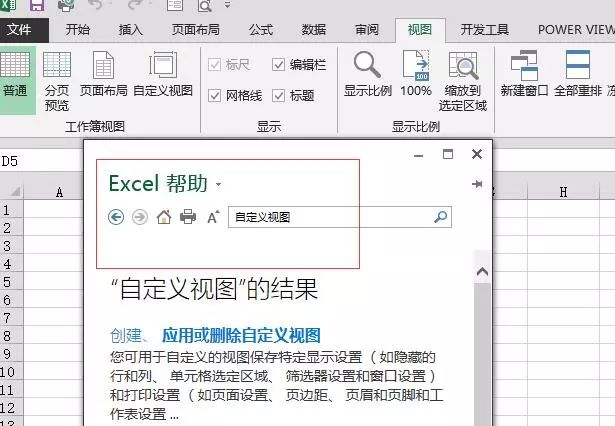 文件 开始 插入 页面布局 公式 数据 审阅 视图 开发工具 POWER VIEW
普通 分页预览 页面布局 自定义视图 标尺 编辑栏 网格线 标题 显示比例 100% 缩放到选定区域 新建窗口 全部重排
工作簿视图 显示 显示比例
D5
A H
Excel 帮助
自定义视图
“自定义视图”的结果
创建、 应用或删除自定义视图
您可用于自定义的视图保存特定显示设置（如隐藏的
行和列、 单元格选定区域、 筛选器设置和窗口设置）
和打印设置（如页面设置、 页边距、 页眉和页脚和工
作表设置 ...
1
2
3
4
5
6
7
8
9
10
11
12
13